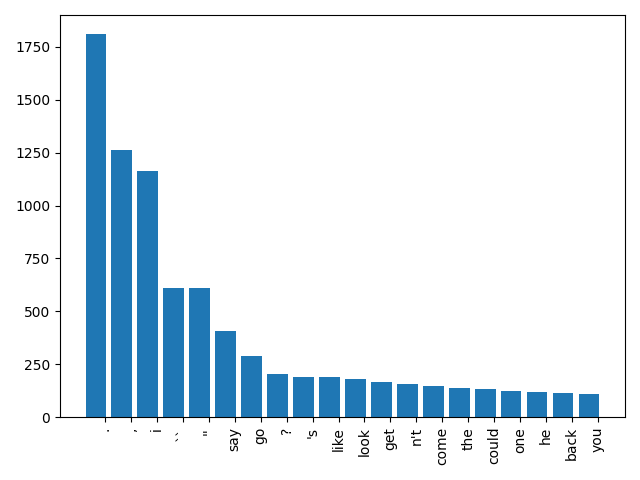 1750
1500
1250
1000
750
500
250
0
.
,
i
``
''
say
go
?
's
like
look
get
n't
come
the
could
one
he
back
you